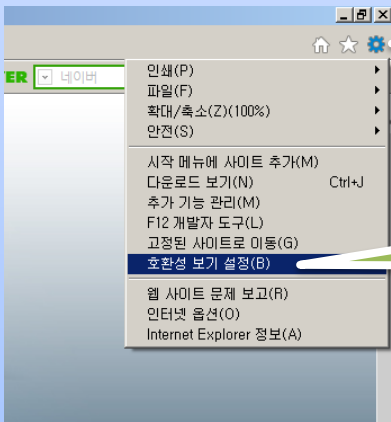 ER 네이버
인쇄(P)
파일(F)
확대/축소(Z)(100%)
안전(S)
시작 메뉴에 사이트 추가(M)
다운로드 보기(N) Ctrl+J
추가 기능 관리(M)
F12 개발자 도구(L)
고정된 사이트로 이동(G)
호환성 보기 설정(B)
웹 사이트 문제 보고(R)
인터넷 옵션(O)
Internet Explorer 정보(A)